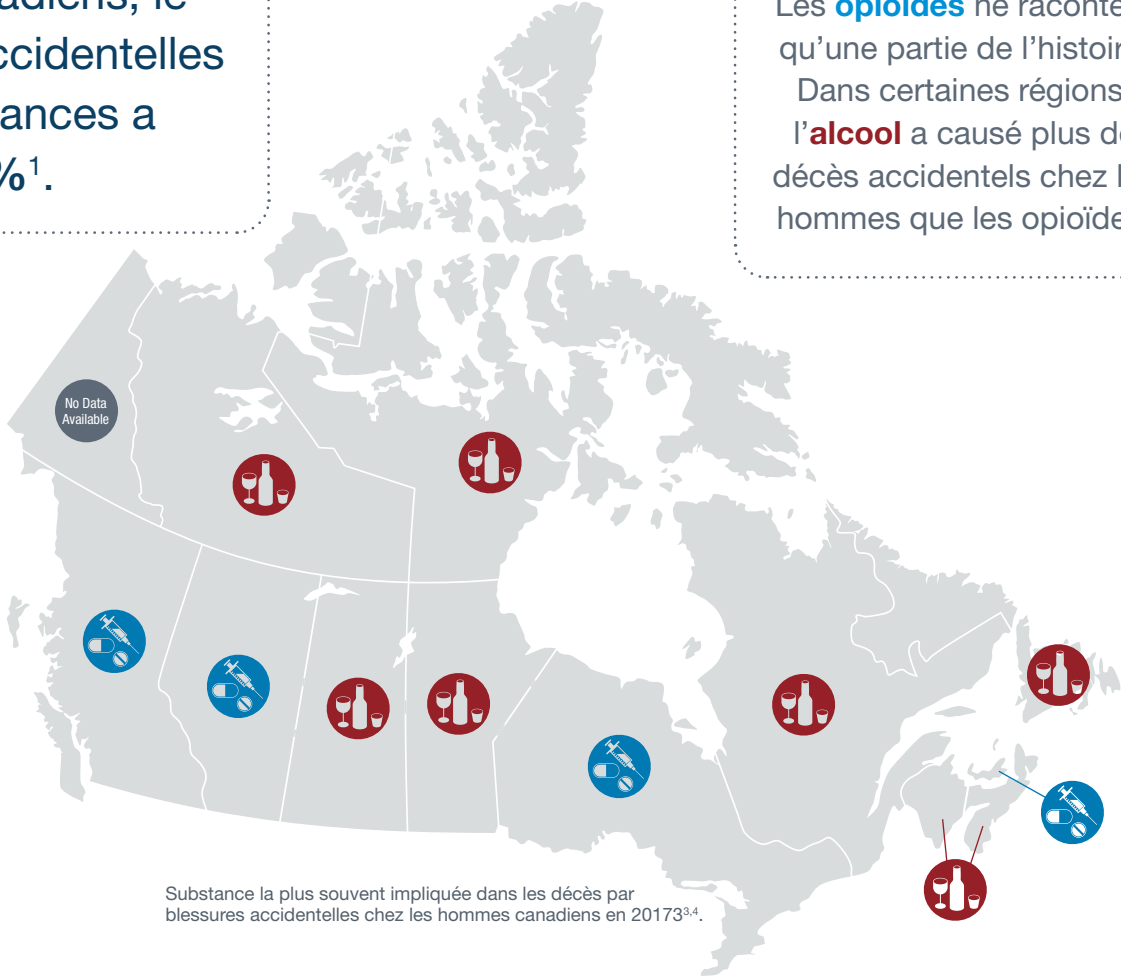 adiens, le
ccidentelles
ances a
%¹.
Les opioïdes ne raconte
qu’une partie de l’histoir
Dans certaines régions
l’alcool a causé plus de
décès accidentels chez l
hommes que les opioïde
No Data
Available
Substance la plus souvent impliquée dans les décès par
blessures accidentelles chez les hommes canadiens en 20173³,⁴.